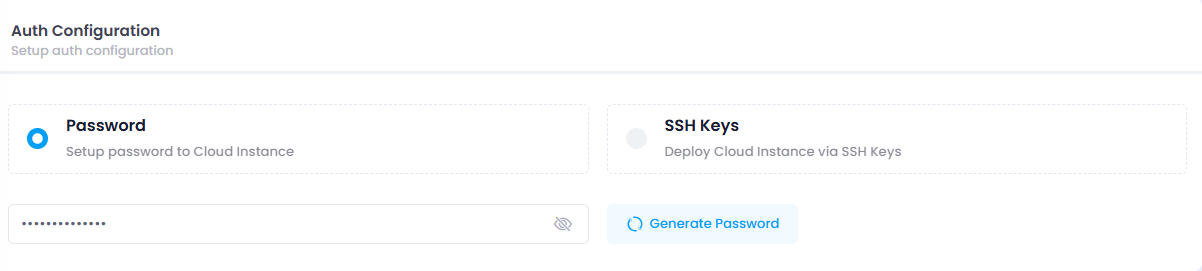 Auth Configuration
Setup auth configuration
Password
Setup password to Cloud Instance
SSH Keys
Deploy Cloud Instance via SSH Keys
••••••••••••••
Generate Password